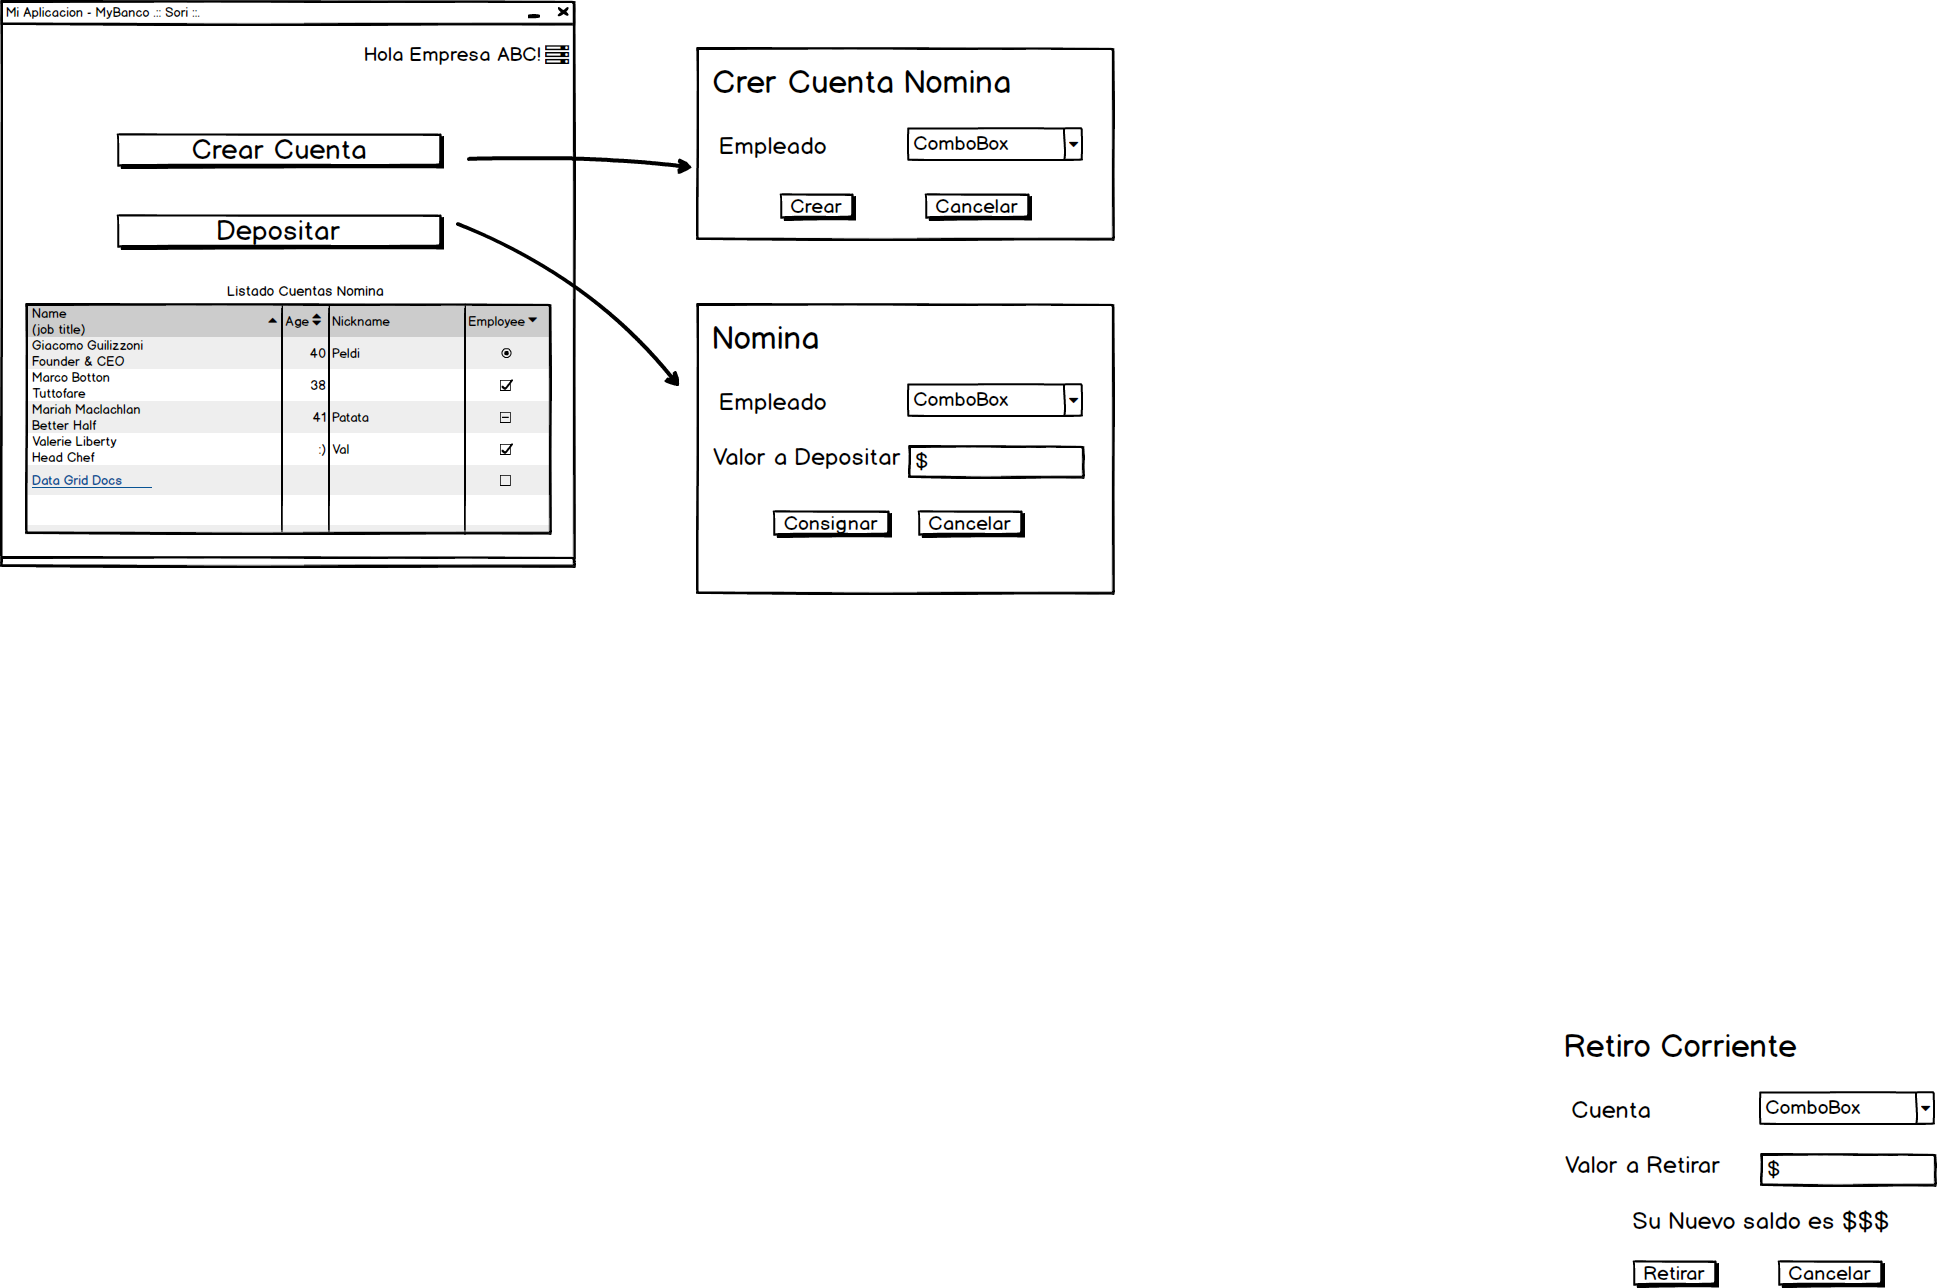 Mi Aplicacion - MyBanco .:: Sori ::.
Hola Empresa ABC!
Crear Cuenta
Depositar
Listado Cuentas Nomina
Name
(job title)
Age
Nickname
Employee
Giacomo Guilizzoni
Founder & CEO
40
Peldi
Marco Botton
Tuttofare
38
Mariah Maclachlan
Better Half
41
Patata
Valerie Liberty
Head Chef
:)
Val
Data Grid Docs
Crer Cuenta Nomina
Empleado
ComboBox
Crear
Cancelar
Nomina
Empleado
ComboBox
Valor a Depositar
$
Consignar
Cancelar
Retiro Corriente
Cuenta
ComboBox
Valor a Retirar
$
Su Nuevo saldo es $$$
Retirar
Cancelar